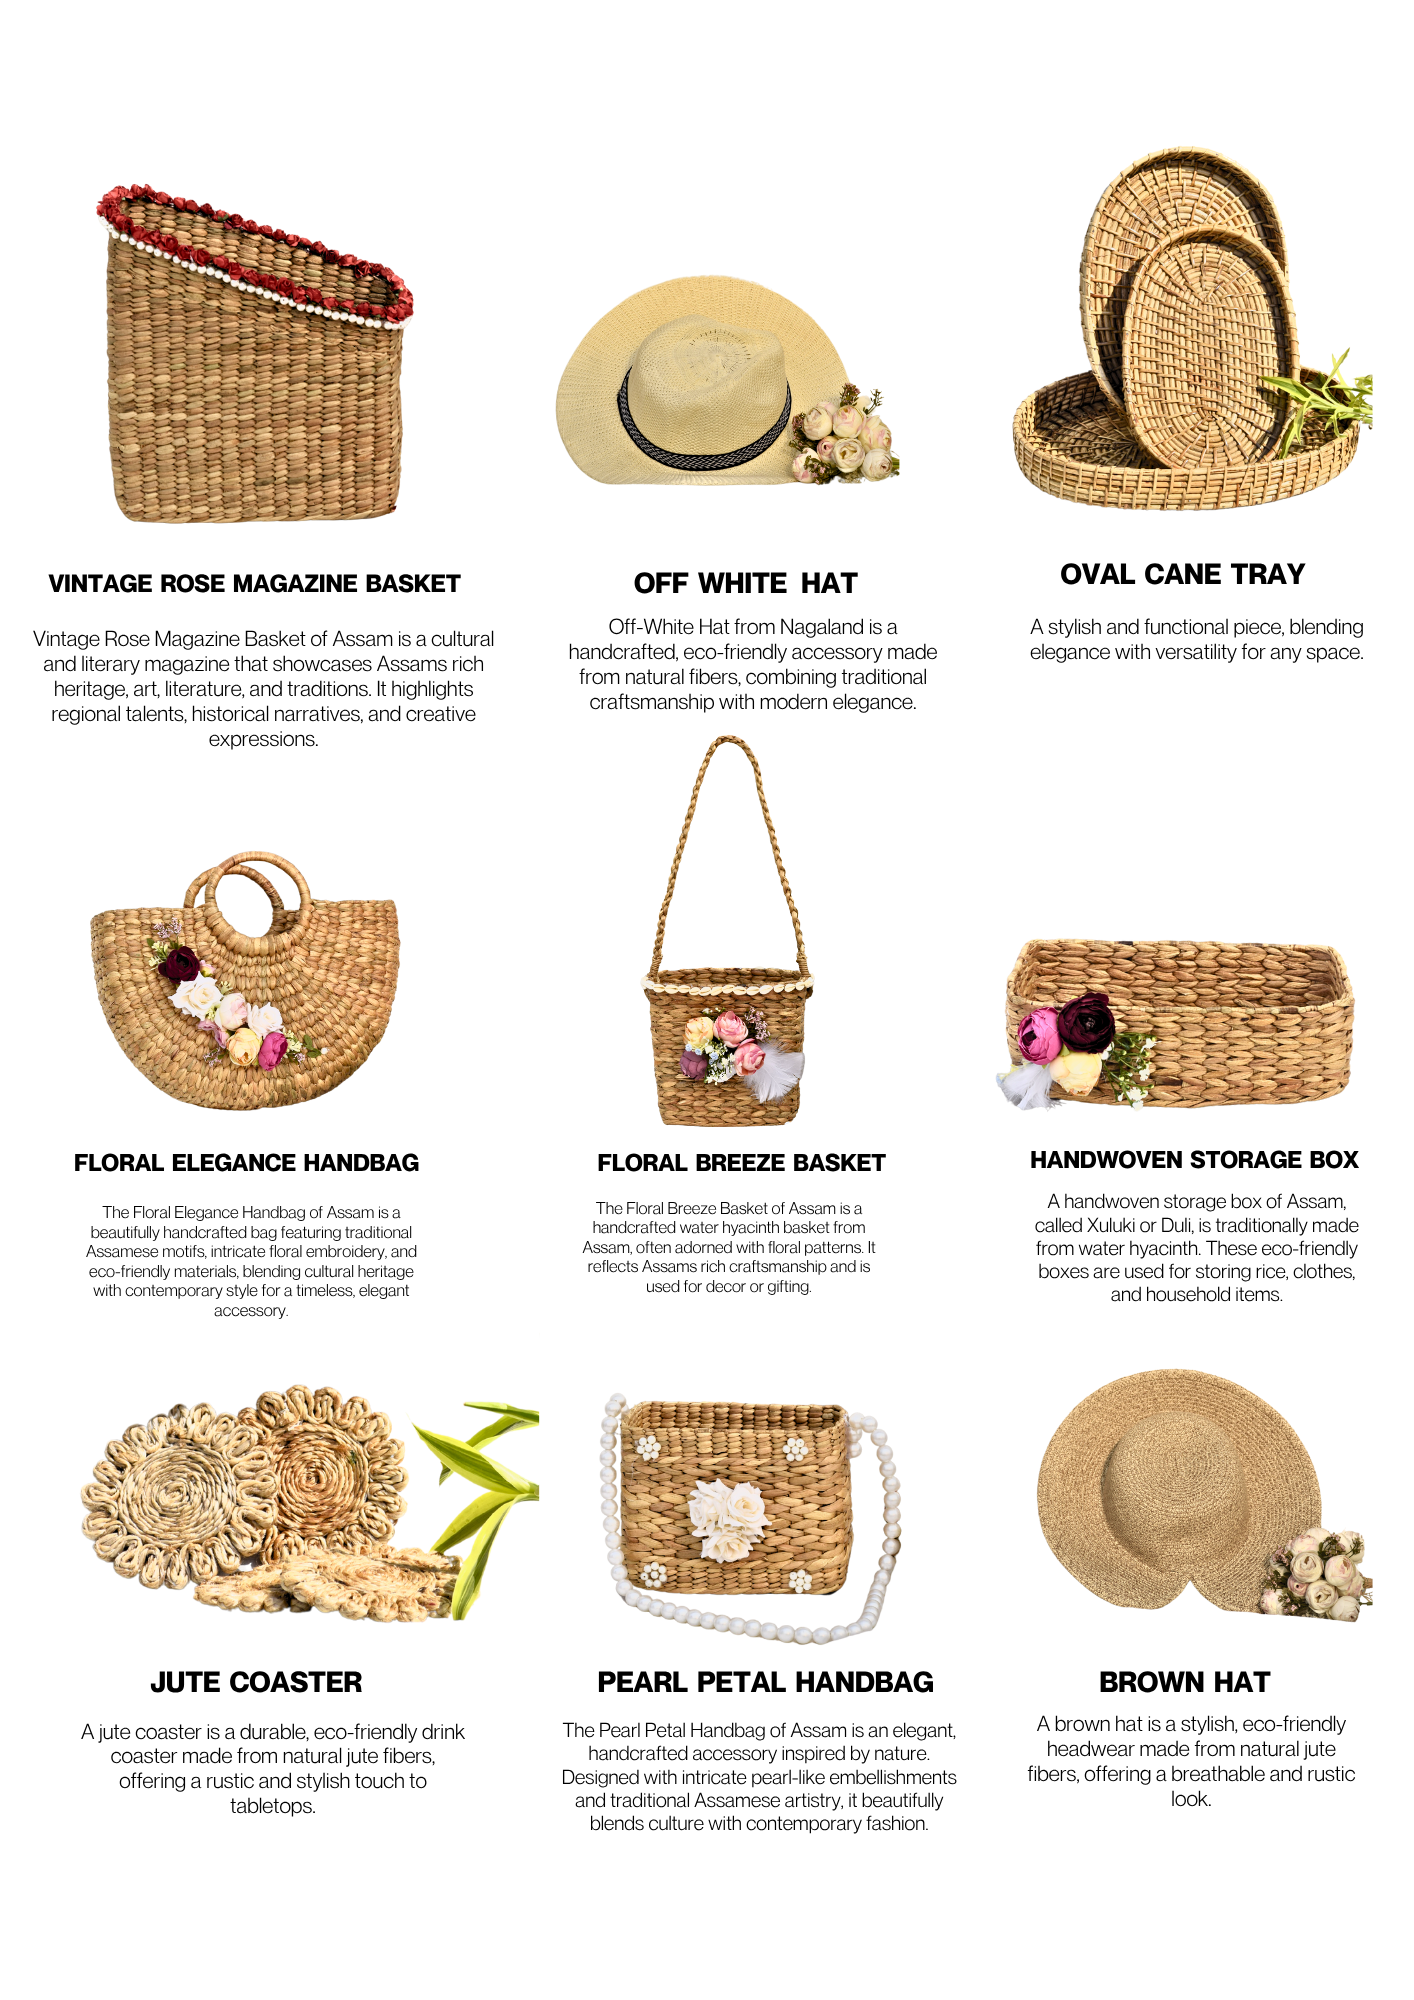 VINTAGE ROSE MAGAZINE BASKET
Vintage Rose Magazine Basket of Assam is a cultural
and literary magazine that showcases Assams rich
heritage, art, literature, and traditions. It highlights
regional talents, historical narratives, and creative
expressions.
OFF WHITE HAT
Off-White Hat from Nagaland is a
handcrafted, eco-friendly accessory made
from natural fibers, combining traditional
craftsmanship with modern elegance.
OVAL CANE TRAY
A stylish and functional piece, blending
elegance with versatility for any space.
FLORAL ELEGANCE HANDBAG
The Floral Elegance Handbag of Assam is a
beautifully handcrafted bag featuring traditional
Assamese motifs, intricate floral embroidery, and
eco-friendly materials, blending cultural heritage
with contemporary style for a timeless, elegant
accessory.
FLORAL BREEZE BASKET
The Floral Breeze Basket of Assam is a
handcrafted water hyacinth basket from
Assam, often adorned with floral patterns. It
reflects Assams rich craftsmanship and is
used for decor or gifting.
HANDWOVEN STORAGE BOX
A handwoven storage box of Assam,
called Xuluki or Duli, is traditionally made
from water hyacinth. These eco-friendly
boxes are used for storing rice, clothes,
and household items.
JUTE COASTER
A jute coaster is a durable, eco-friendly drink
coaster made from natural jute fibers,
offering a rustic and stylish touch to
tabletops.
PEARL PETAL HANDBAG
The Pearl Petal Handbag of Assam is an elegant,
handcrafted accessory inspired by nature.
Designed with intricate pearl-like embellishments
and traditional Assamese artistry, it beautifully
blends culture with contemporary fashion.
BROWN HAT
A brown hat is a stylish, eco-friendly
headwear made from natural jute
fibers, offering a breathable and rustic
look.